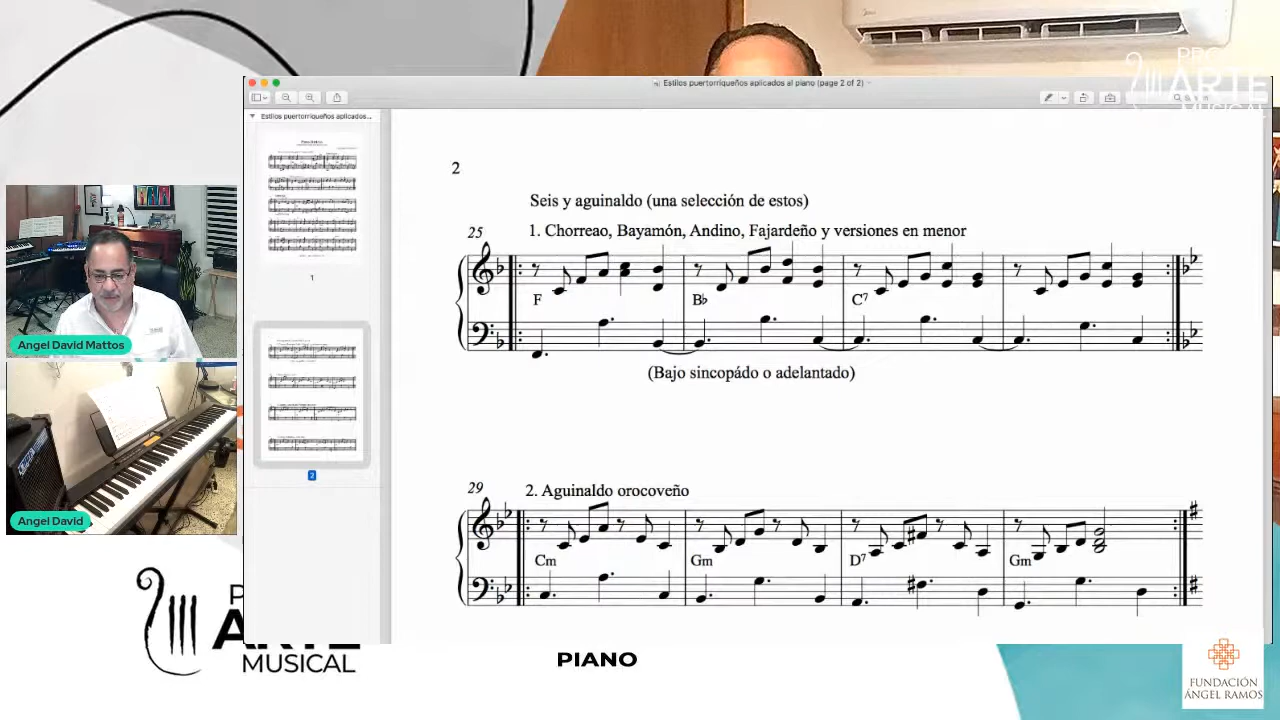 Estilos puertorriqueños aplicados al piano (page 2 of 2)
Estilos puertorriqueños aplicados...
1
2
2
Seis y aguinaldo (una selección de estos)
25 1. Chorreao, Bayamón, Andino, Fajardeño y versiones en menor
F B♭ C7
(Bajo sincopádo o adelantado)
29 2. Aguinaldo orocoveño
Cm Gm D7 Gm
Angel David Mattos
Angel David
ARTE
MUSICAL
MUSICAL
PIANO
FUNDACIÓN
ÁNGEL RAMOS